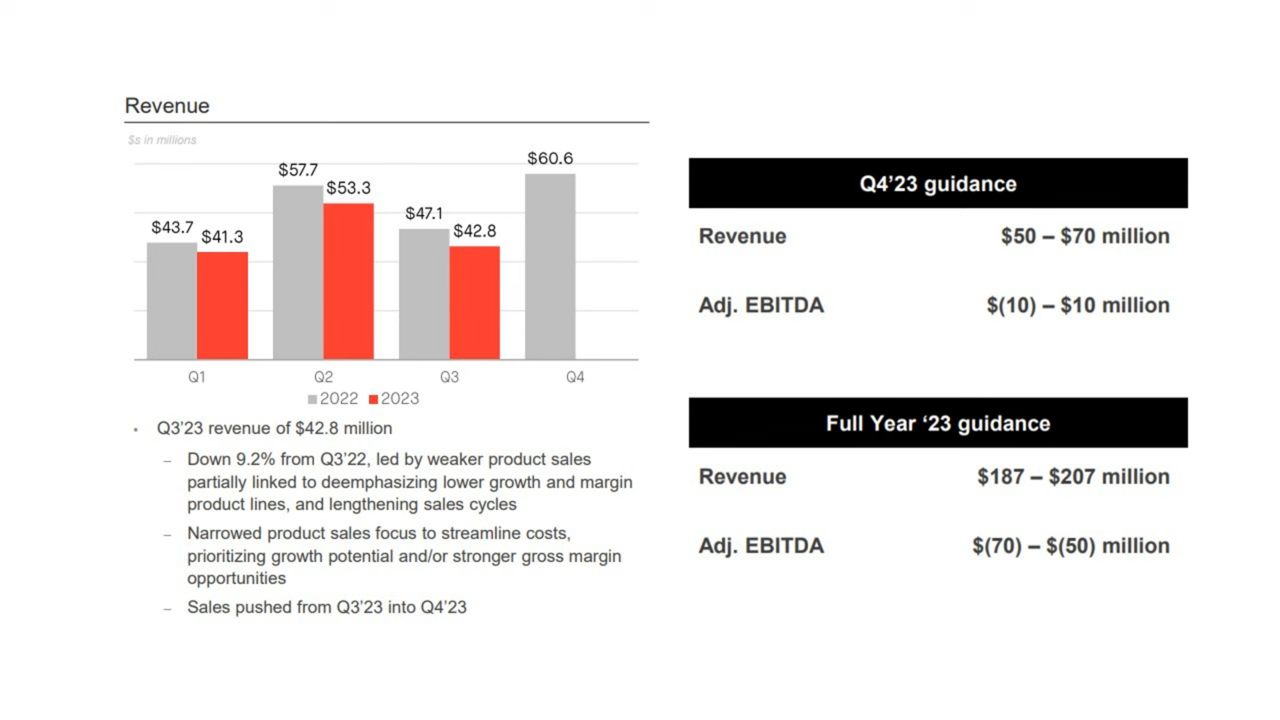 Revenue
$s in millions
$43.7 $41.3 $57.7 $53.3 $47.1 $42.8 $60.6
Q1 Q2 Q3 Q4
2022 2023
• Q3’23 revenue of $42.8 million
– Down 9.2% from Q3’22, led by weaker product sales
partially linked to deemphasizing lower growth and margin
product lines, and lengthening sales cycles
– Narrowed product sales focus to streamline costs,
prioritizing growth potential and/or stronger gross margin
opportunities
– Sales pushed from Q3’23 into Q4’23
Q4’23 guidance
Revenue $50 – $70 million
Adj. EBITDA $(10) – $10 million
Full Year ‘23 guidance
Revenue $187 – $207 million
Adj. EBITDA $(70) – $(50) million